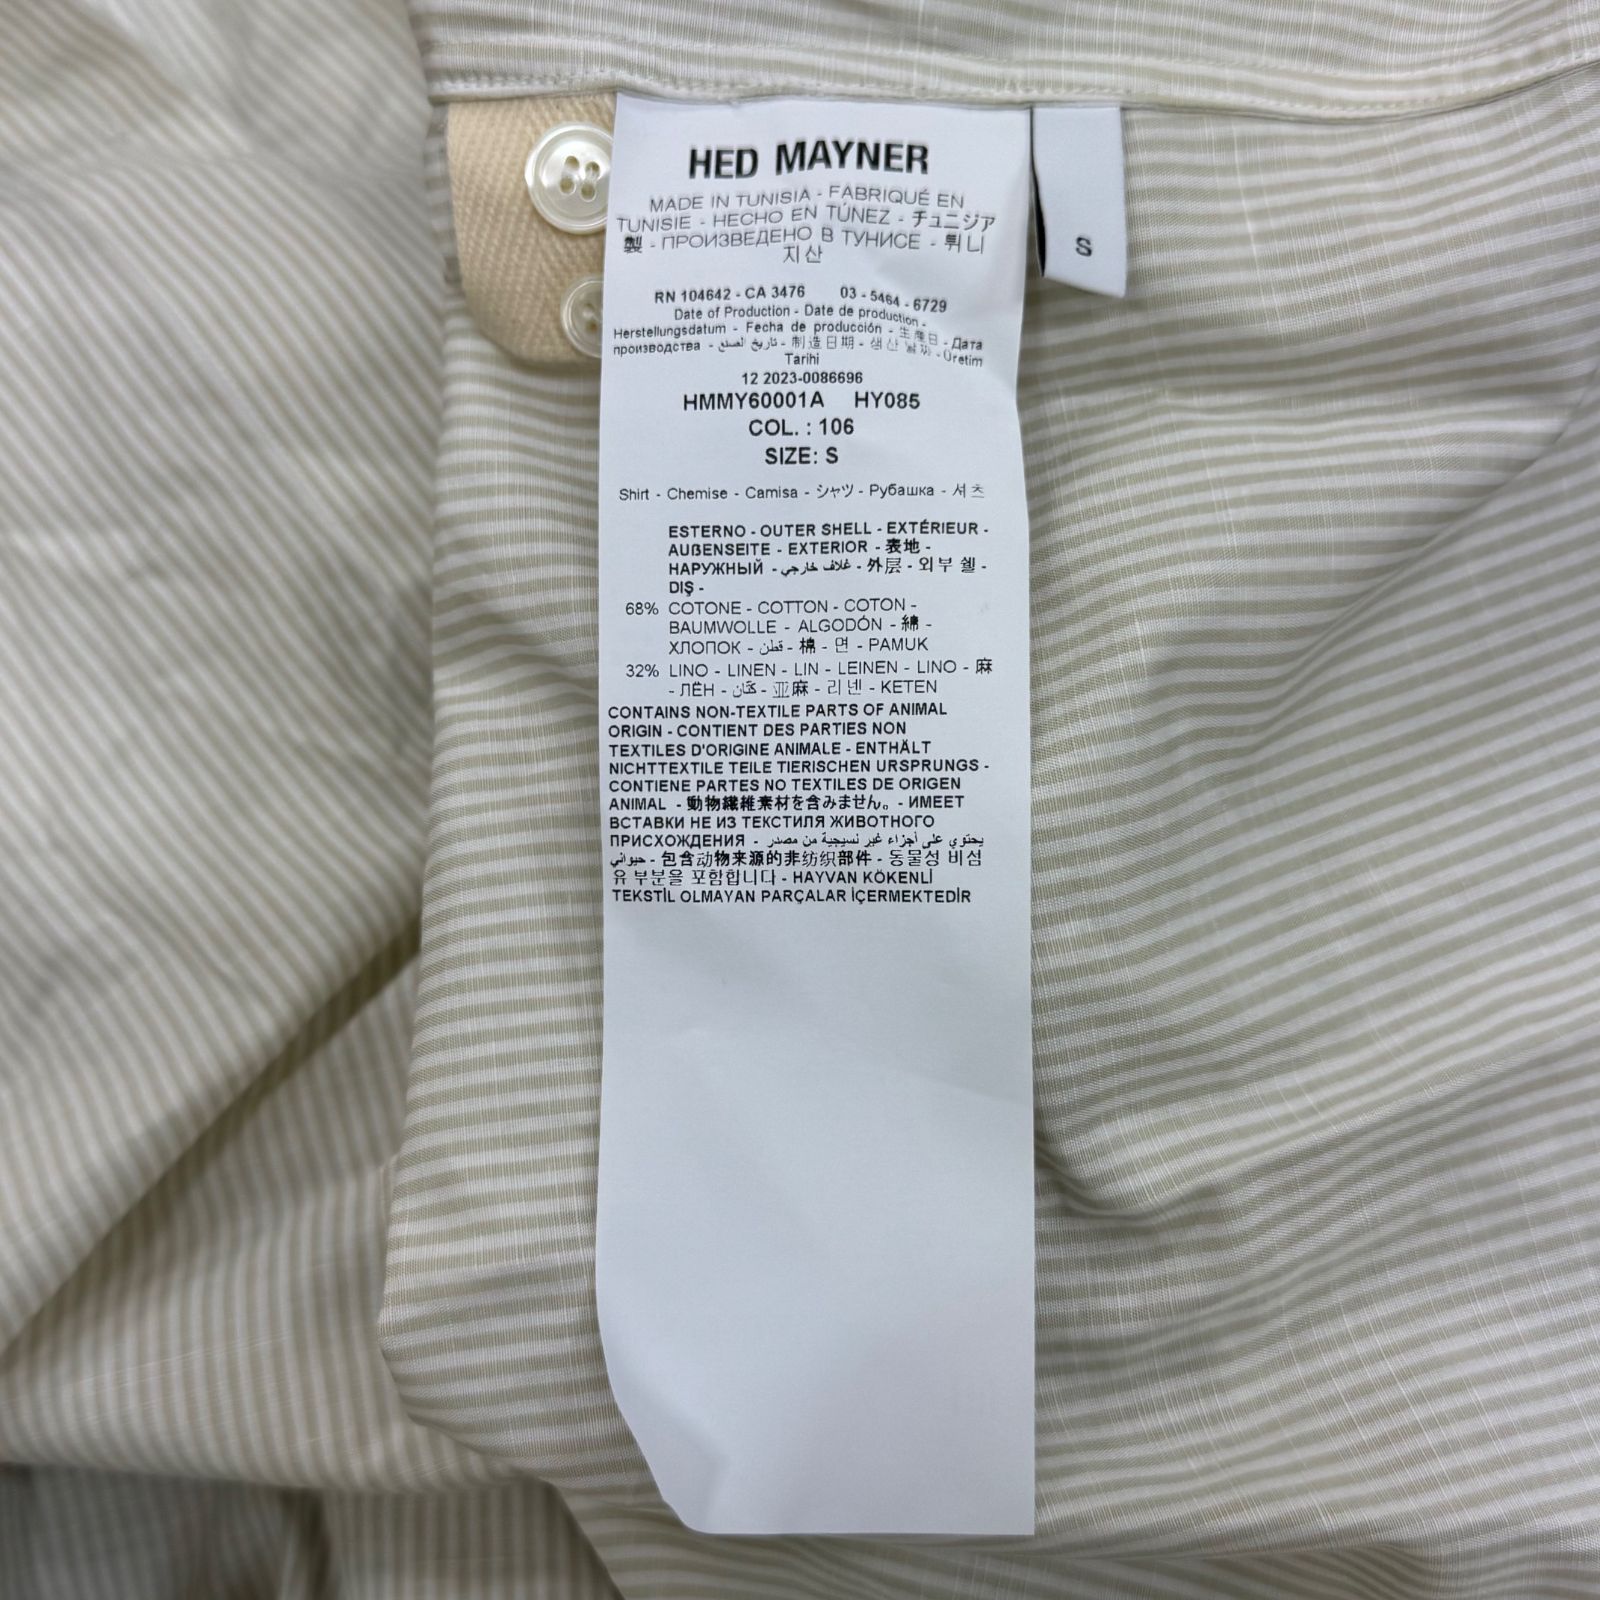 HED MAYNER
MADE IN TUNISIA - FABRIQUÉ EN
TUNISIE - HECHO EN TÚNEZ - チュニジア
製 - ПРОИЗВЕДЕНО В ТУНИСЕ - 튀니
지산
S
RN 104642 - CA 3476 03 - 5464 - 6729
Date of Production - Date de production -
Herstellungsdatum - Fecha de producción - 生産日 - Дата
производства - تاريخ الصنع - 制造日期 - 생산 날짜 - Üretim
Tarihi
12 2023-0086696
HMMY60001A HY085
COL. : 106
SIZE: S
Shirt - Chemise - Camisa - シャツ - Рубашка - 셔츠
ESTERNO - OUTER SHELL - EXTÉRIEUR -
AUßENSEITE - EXTERIOR - 表地 -
НАРУЖНЫЙ - غلاف خارجي - 外层 - 외부 쉘 -
DIŞ -
68% COTONE - COTTON - COTON -
BAUMWOLLE - ALGODÓN - 綿 -
ХЛОПОК - قطن - 棉 - 면 - PAMUK
32% LINO - LINEN - LIN - LEINEN - LINO - 麻
- ЛЁН - كتّان - 亚麻 - 리넨 - KETEN
CONTAINS NON-TEXTILE PARTS OF ANIMAL
ORIGIN - CONTIENT DES PARTIES NON
TEXTILES D'ORIGINE ANIMALE - ENTHÄLT
NICHTTEXTILE TEILE TIERISCHEN URSPRUNGS -
CONTIENE PARTES NO TEXTILES DE ORIGEN
ANIMAL - 動物繊維素材を含みません。 - ИМЕЕТ
ВСТАВКИ НЕ ИЗ ТЕКСТИЛЯ ЖИВОТНОГО
ПРИСХОЖДЕНИЯ - يحتوي على أجزاء غير نسيجية من مصدر
حيواني - 包含动物来源的非纺织部件 - 동물성 비섬
유 부분을 포함합니다 - HAYVAN KÖKENLİ
TEKSTİL OLMAYAN PARÇALAR İÇERMEKTEDİR